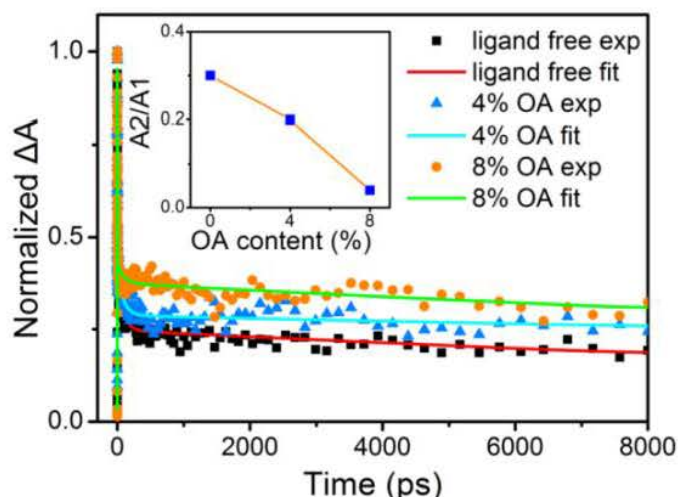 1.0
0.5
0.0
Normalized ΔA
0.4
0.2
0.0
A2/A1
0 4 8
OA content (%)
ligand free exp
ligand free fit
4% OA exp
4% OA fit
8% OA exp
8% OA fit
0 2000 4000 6000 8000
Time (ps)